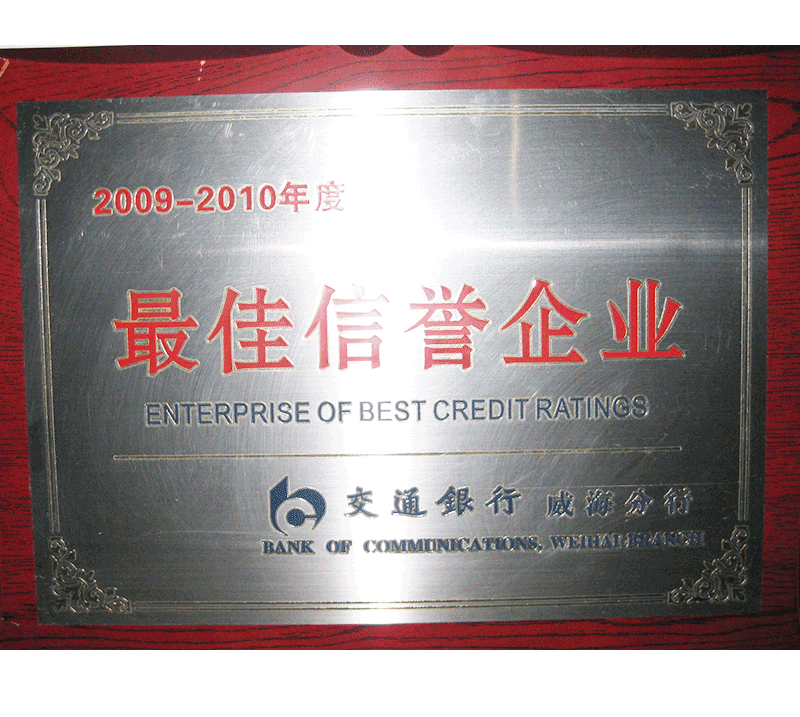 2009-2010年度
最佳信誉企业
ENTERPRISE OF BEST CREDIT RATINGS
交通銀行 威海分行
BANK OF COMMUNICATIONS, WEIHAI BRANCH